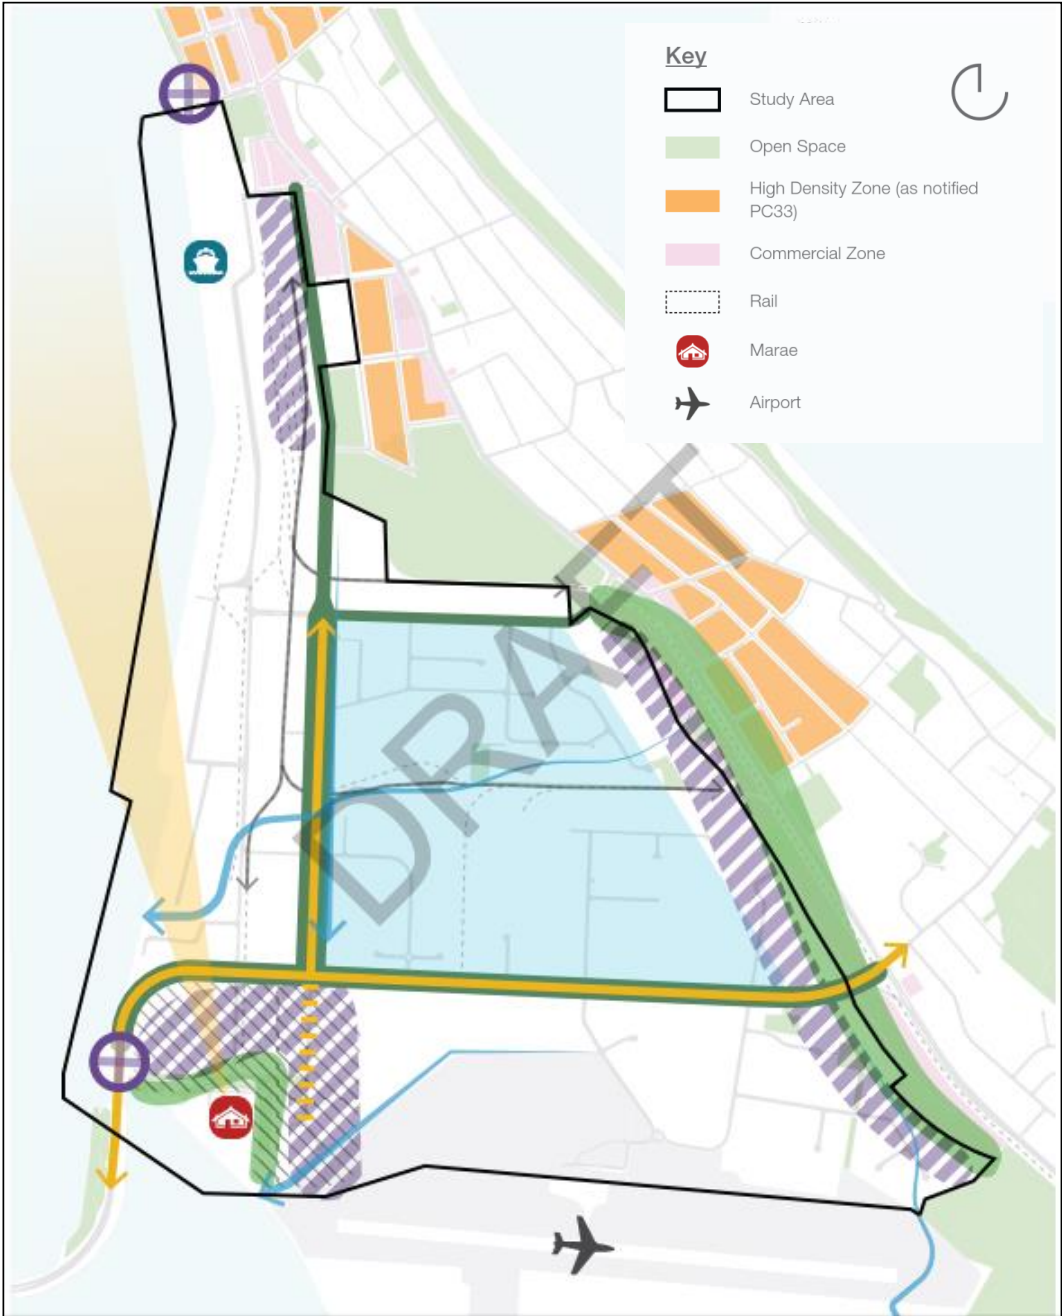 Key
Study Area
Open Space
High Density Zone (as notified
PC33)
Commercial Zone
Rail
Marae
Airport
DRAFT